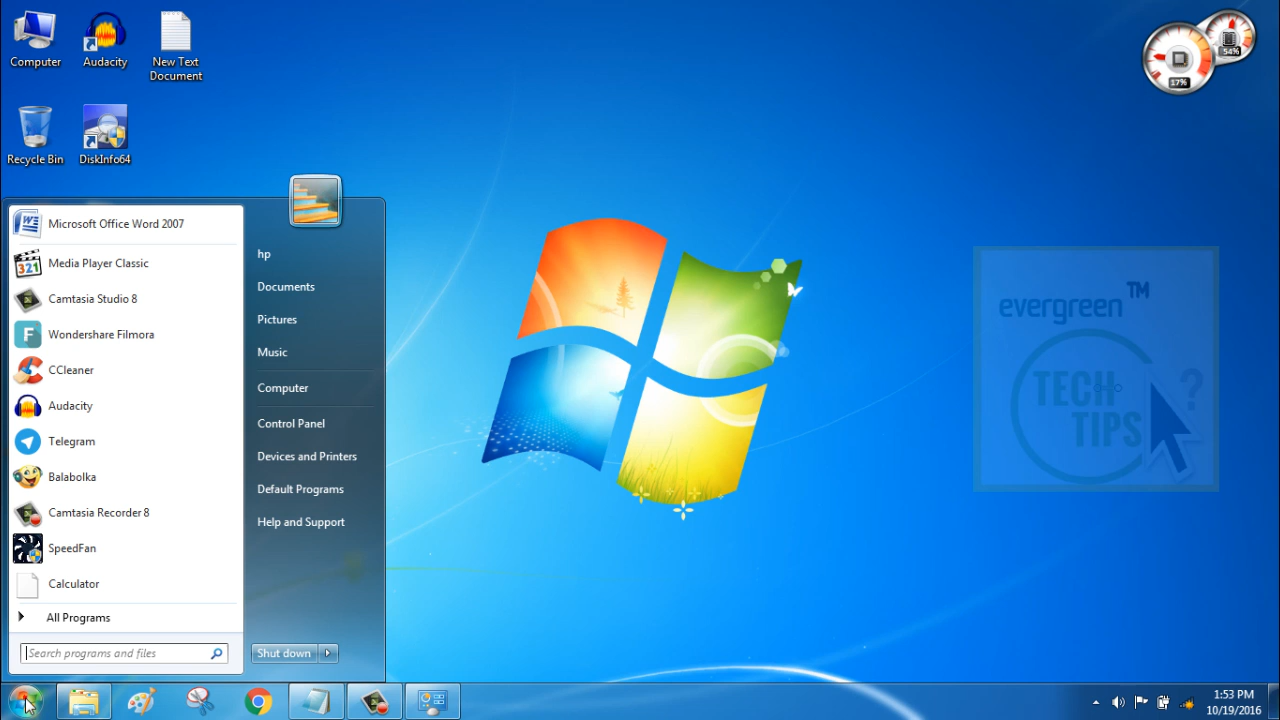 Computer
Audacity
New Text
Document
Recycle Bin
DiskInfo64
17%
54%
Microsoft Office Word 2007
Media Player Classic
Camtasia Studio 8
Wondershare Filmora
CCleaner
Audacity
Telegram
Balabolka
Camtasia Recorder 8
SpeedFan
Calculator
All Programs
Search programs and files
hp
Documents
Pictures
Music
Computer
Control Panel
Devices and Printers
Default Programs
Help and Support
Shut down
evergreen™
TECH
TIPS
?
321
F
1:53 PM
10/19/2016